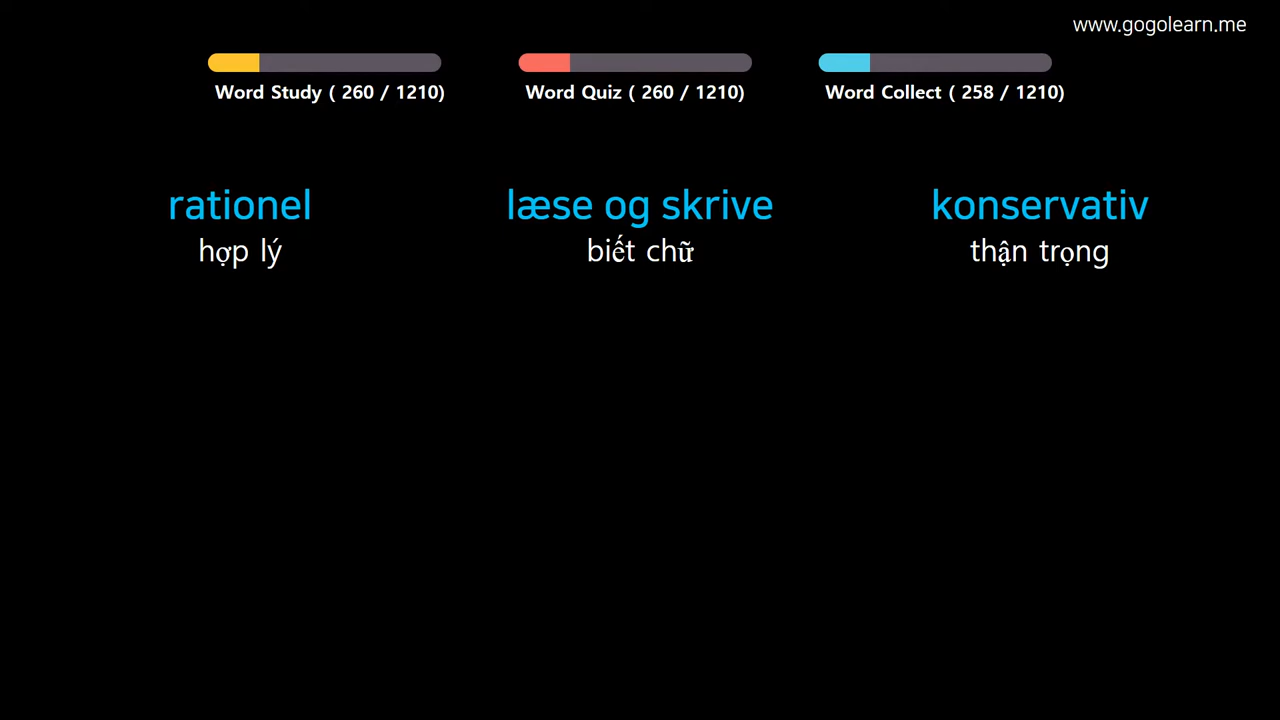 www.gogolearn.me
Word Study ( 260 / 1210)
Word Quiz ( 260 / 1210)
Word Collect ( 258 / 1210)
rationel
hợp lý
læse og skrive
biết chữ
konservativ
thận trọng